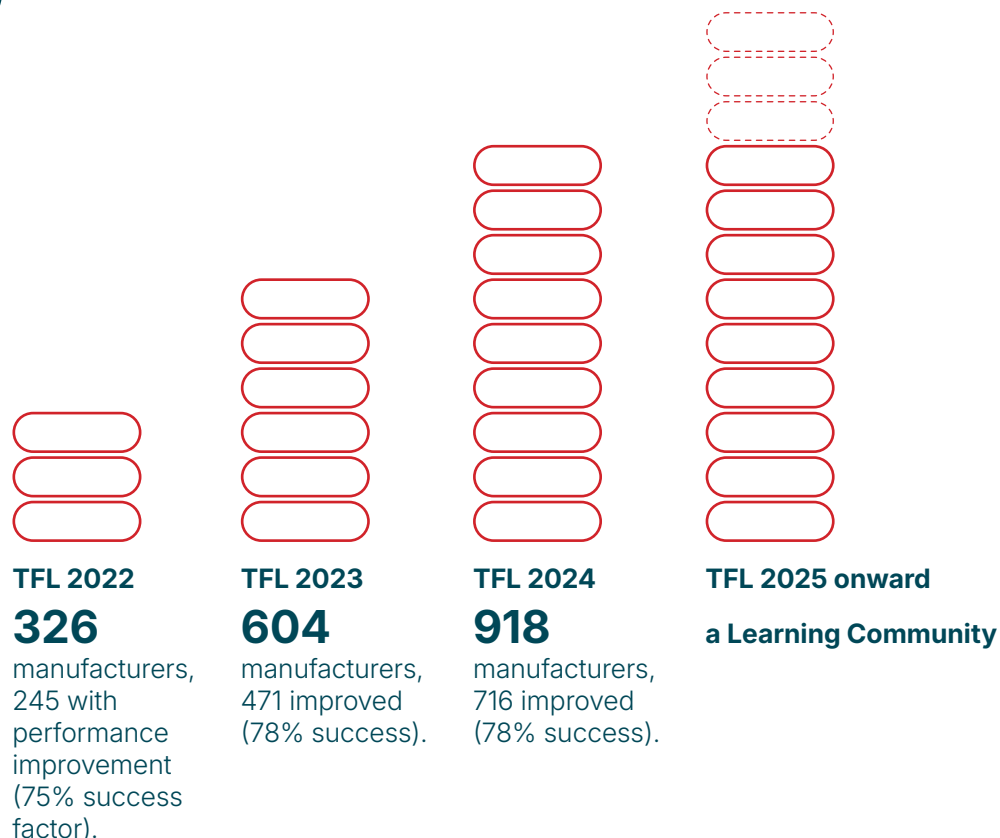 TFL 2022
326
manufacturers,
245 with
performance
improvement
(75% success
factor).
TFL 2023
604
manufacturers,
471 improved
(78% success).
TFL 2024
918
manufacturers,
716 improved
(78% success).
TFL 2025 onward
a Learning Community